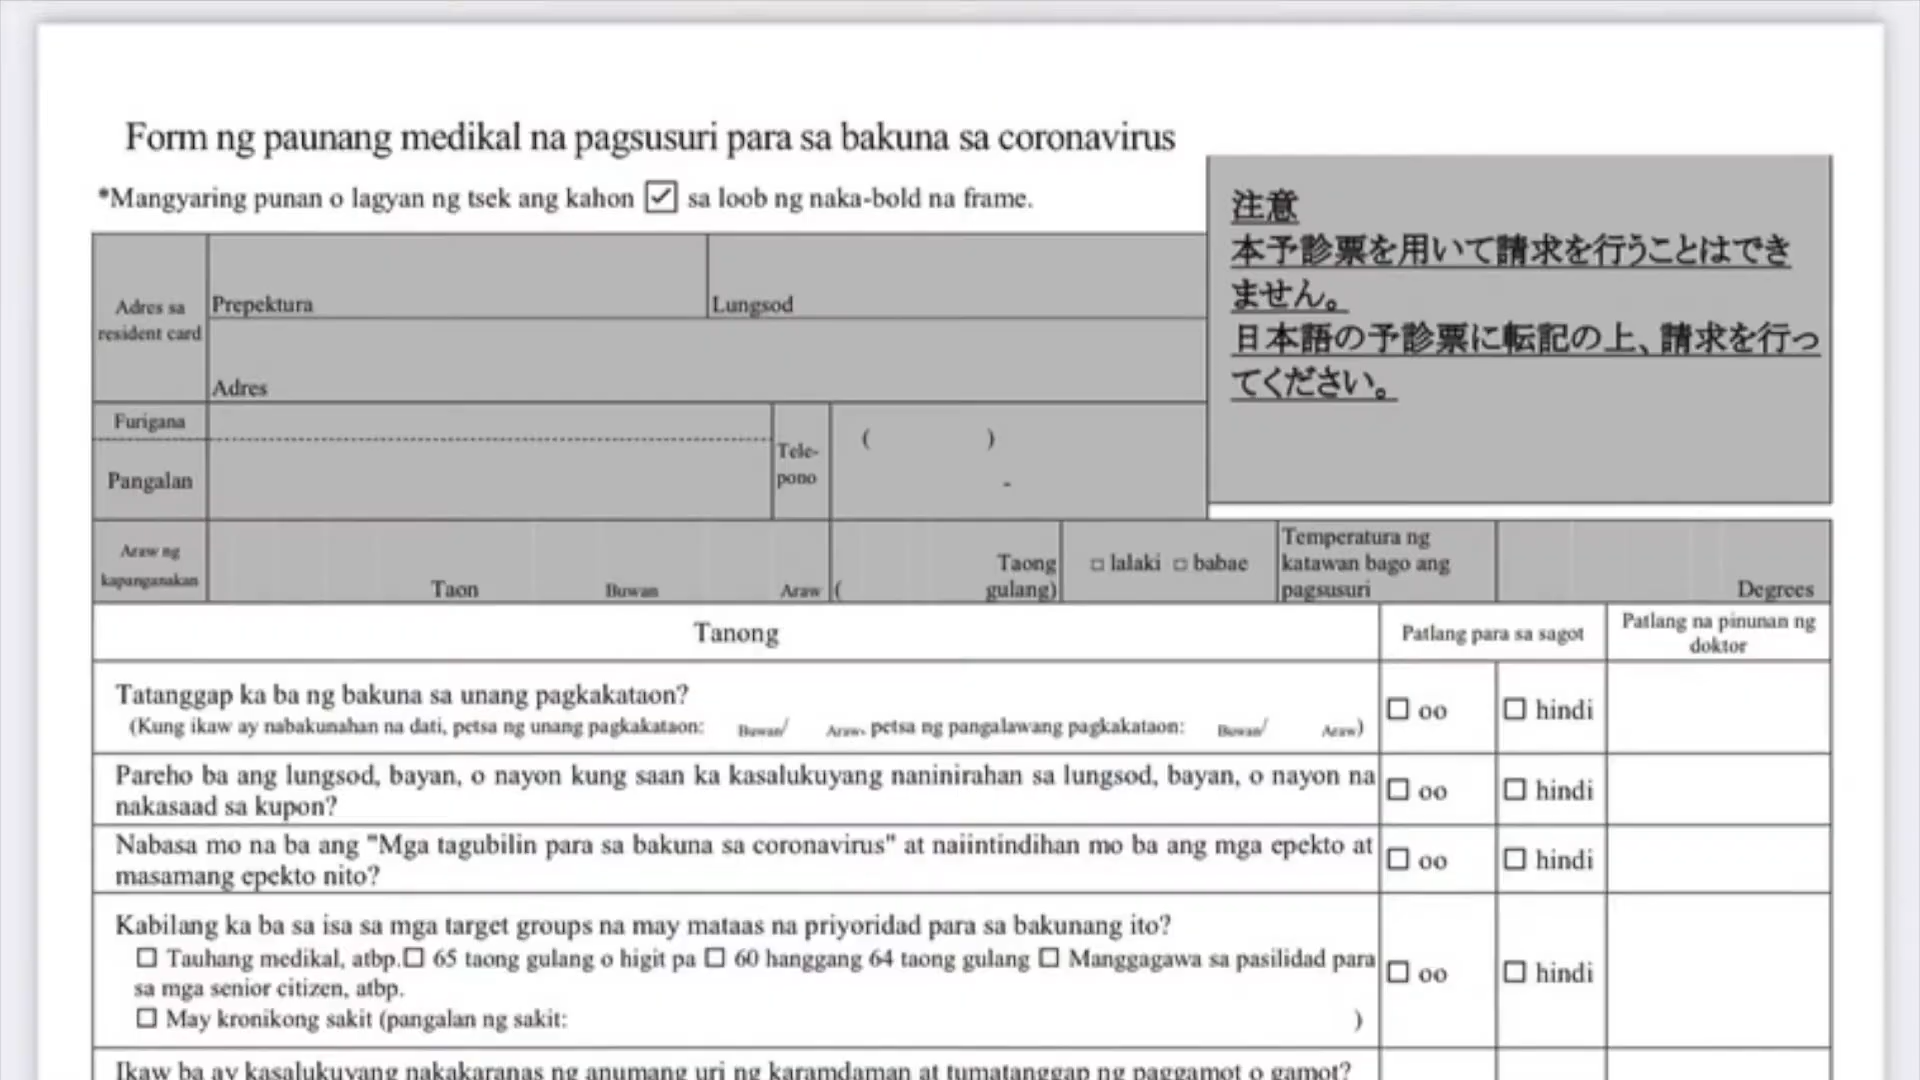 Form ng paunang medikal na pagsusuri para sa bakuna sa coronavirus
*Mangyaring punan o lagyan ng tsek ang kahon ☑ sa loob ng naka-bold na frame.
注意
本予診票を用いて請求を行うことはでき
ません。
日本語の予診票に転記の上、請求を行っ
てください。
Adres sa
resident card
Prepektura
Lungsod
Adres
Furigana
Pangalan
Tele-
pono
( )
-
Araw ng
kapanganakan
Taon Buwan Araw
( Taong
gulang)
□ lalaki □ babae
Temperatura ng
katawan bago ang
pagsusuri
Degrees
Tanong
Patlang para sa sagot
Patlang na pinunan ng
doktor
Tatanggap ka ba ng bakuna sa unang pagkakataon?
(Kung ikaw ay nabakunahan na dati, petsa ng unang pagkakataon: Buwan/ Araw, petsa ng pangalawang pagkakataon: Buwan/ Araw)
□ oo □ hindi
Pareho ba ang lungsod, bayan, o nayon kung saan ka kasalukuyang naninirahan sa lungsod, bayan, o nayon na
nakasaad sa kupon?
□ oo □ hindi
Nabasa mo na ba ang "Mga tagubilin para sa bakuna sa coronavirus" at naiintindihan mo ba ang mga epekto at
masamang epekto nito?
□ oo □ hindi
Kabilang ka ba sa isa sa mga target groups na may mataas na priyoridad para sa bakunang ito?
□ Tauhang medikal, atbp.□ 65 taong gulang o higit pa □ 60 hanggang 64 taong gulang □ Manggagawa sa pasilidad para
sa mga senior citizen, atbp.
□ May kronikong sakit (pangalan ng sakit: )
□ oo □ hindi
Ikaw ba ay kasalukuyang nakakaranas ng anumang uri ng karamdaman at tumatanggap ng paggamot o gamot?